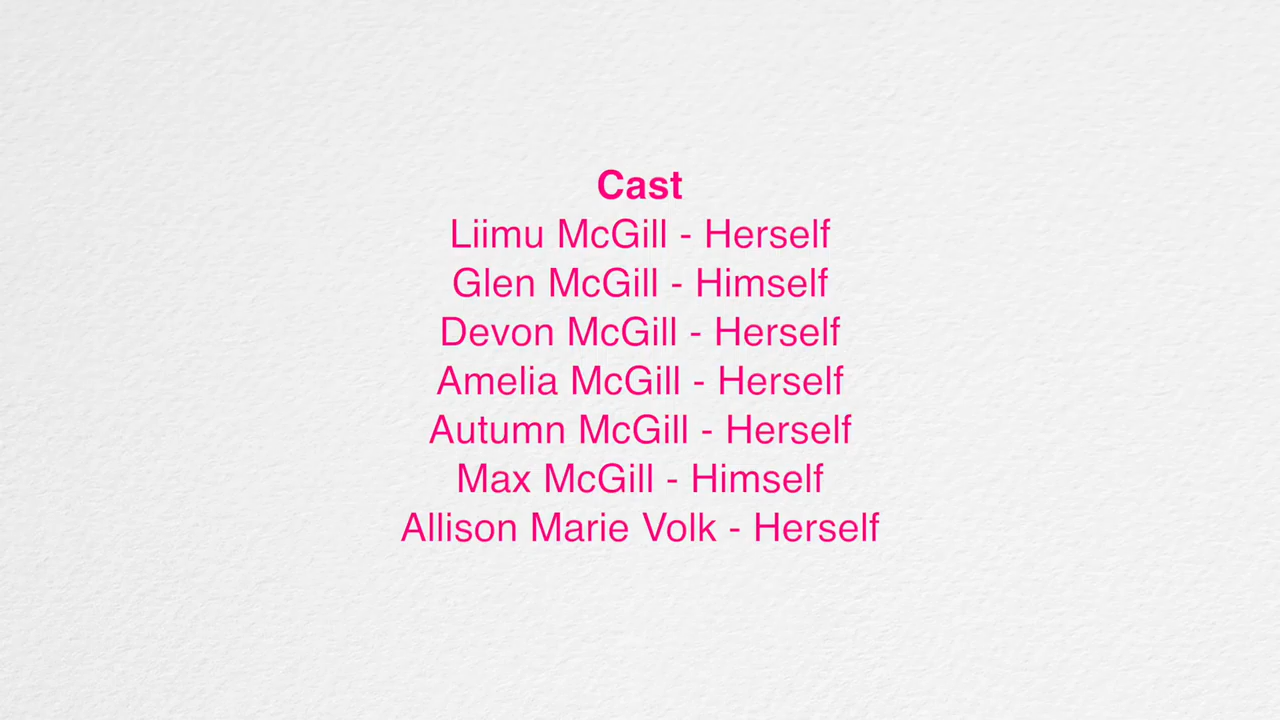 Cast
Liimu McGill - Herself
Glen McGill - Himself
Devon McGill - Herself
Amelia McGill - Herself
Autumn McGill - Herself
Max McGill - Himself
Allison Marie Volk - Herself